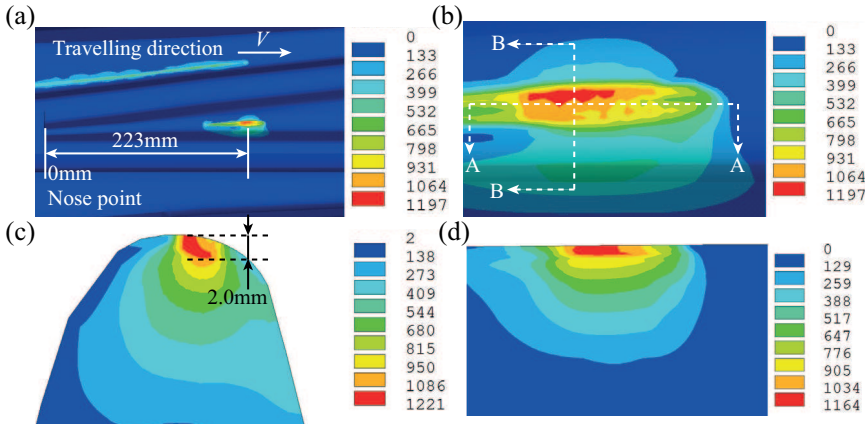 (a)
Travelling direction
V
223mm
0mm
Nose point
0
133
266
399
532
665
798
931
1064
1197
(b)
B
A
A
B
0
133
266
399
532
665
798
931
1064
1197
(c)
2.0mm
2
138
273
409
544
680
815
950
1086
1221
(d)
0
129
259
388
517
647
776
905
1034
1164